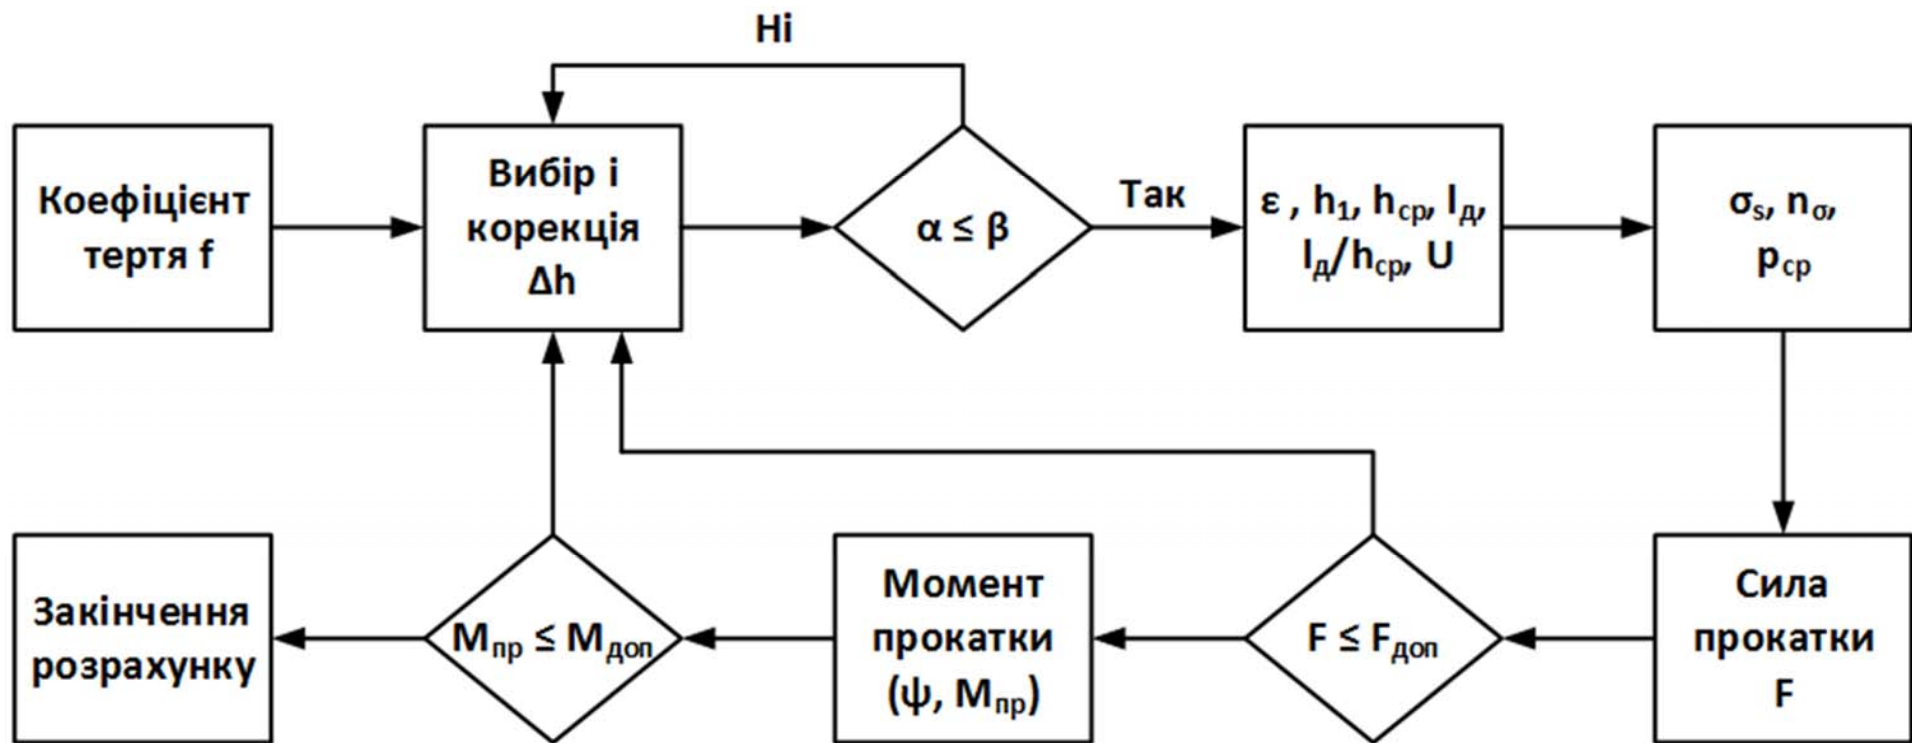 Ні
Коефіцієнт
тертя f
Вибір і
корекція
Δh
α ≤ β
Так
ε , h₁, hср, lд,
lд/hср, U
σs, nσ,
pср
Закінчення
розрахунку
Mпр ≤ Mдоп
Момент
прокатки
(ψ, Mпр)
F ≤ Fдоп
Сила
прокатки
F